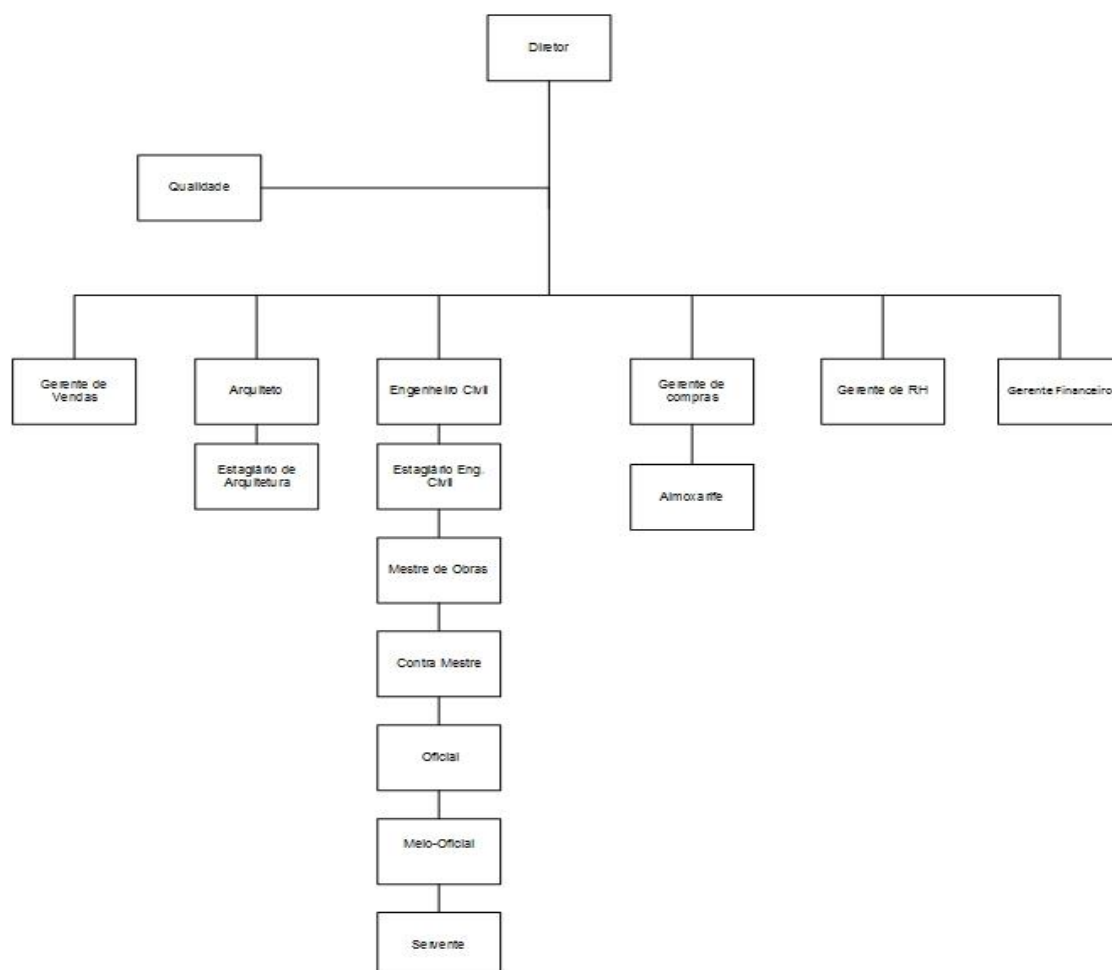 Diretor
Qualidade
Gerente de
Vendas
Arquiteto
Engenheiro Civil
Gerente de
compras
Gerente de RH
Gerente Financeiro
Estagiário de
Arquitetura
Estagiário Eng.
Civil
Almoxarife
Mestre de Obras
Contra Mestre
Oficial
Meio-Oficial
Servente